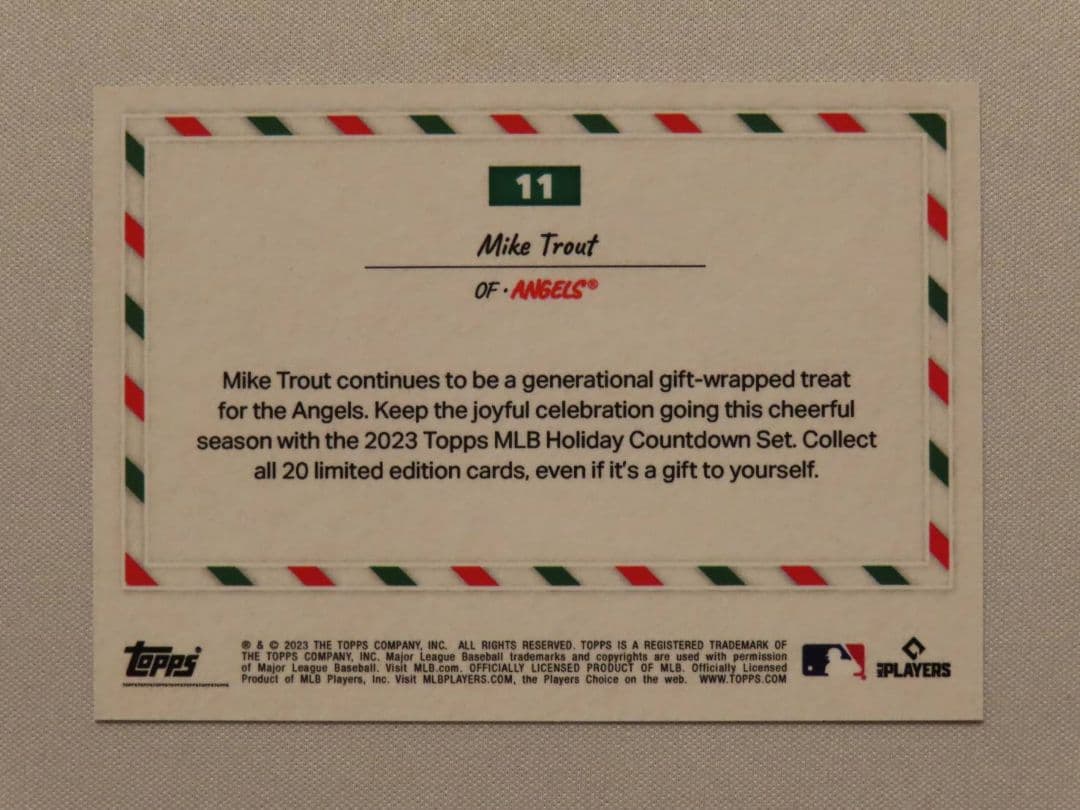 11
Mike Trout
OF • ANGELS®
Mike Trout continues to be a generational gift-wrapped treat
for the Angels. Keep the joyful celebration going this cheerful
season with the 2023 Topps MLB Holiday Countdown Set. Collect
all 20 limited edition cards, even if it's a gift to yourself.
Topps
® & © 2023 THE TOPPS COMPANY, INC. ALL RIGHTS RESERVED. TOPPS IS A REGISTERED TRADEMARK OF
THE TOPPS COMPANY, INC. Major League Baseball trademarks and copyrights are used with permission
of Major League Baseball. Visit MLB.com. OFFICIALLY LICENSED PRODUCT OF MLB. Officially Licensed
Product of MLB Players, Inc. Visit MLBPLAYERS.COM, the Players Choice on the web. WWW.TOPPS.COM
PLAYERS